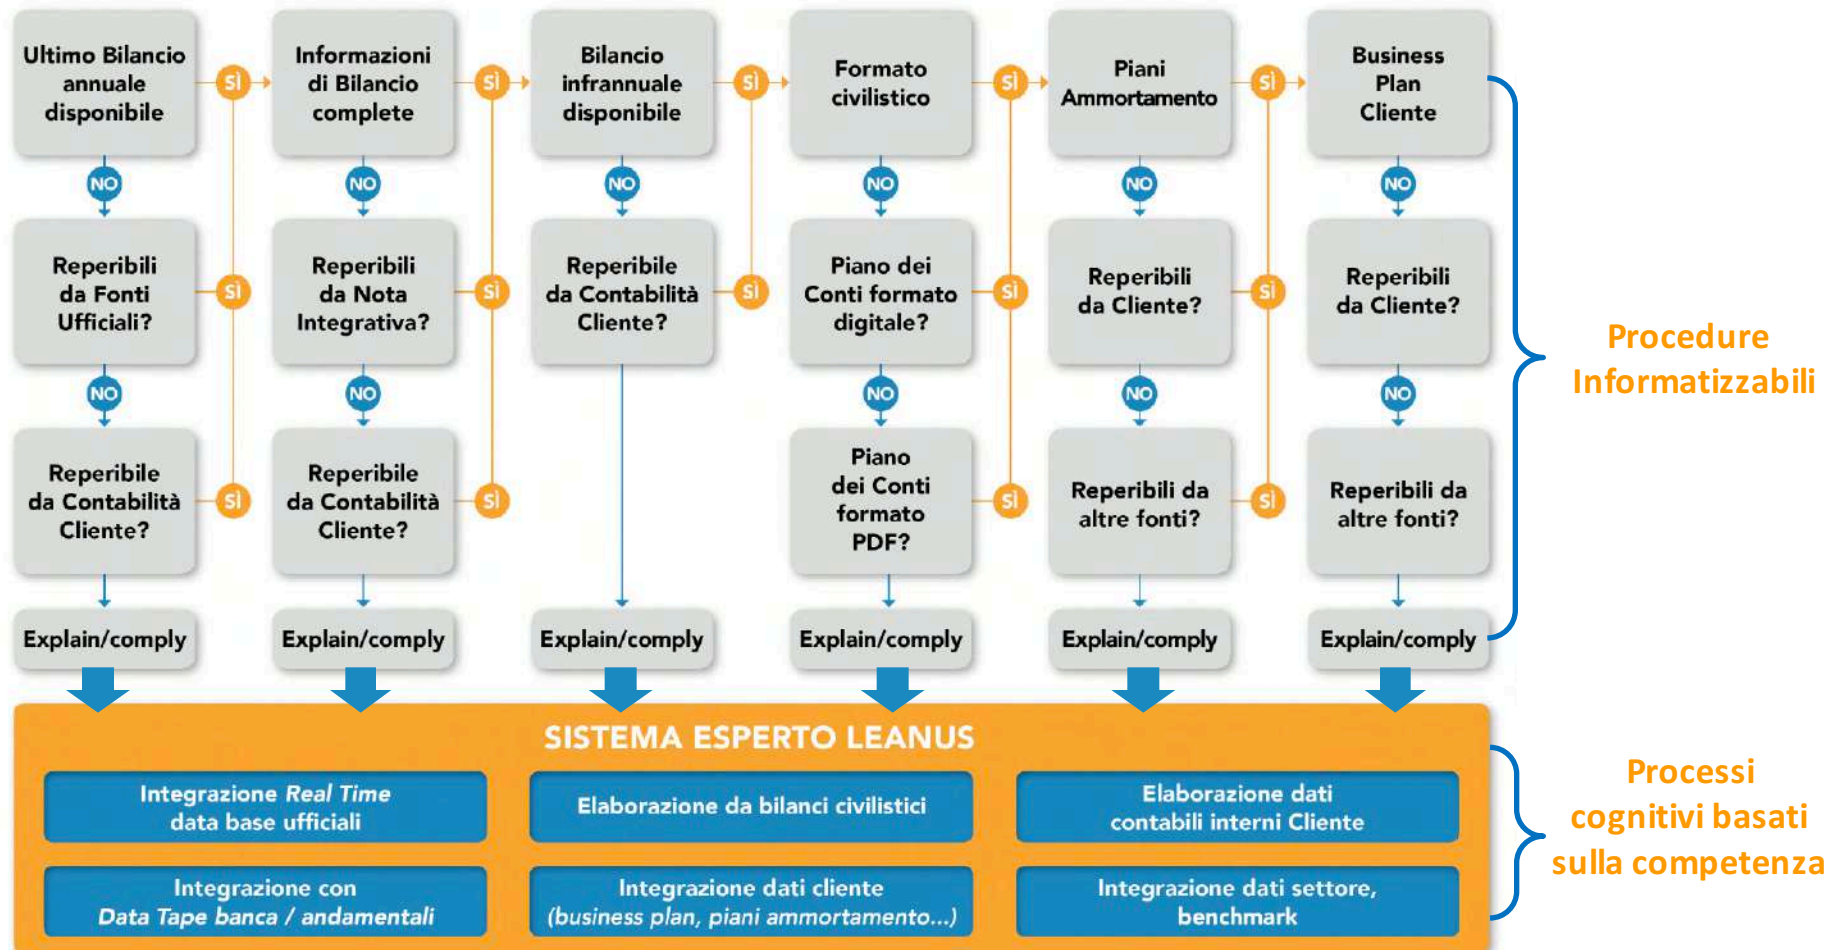 Ultimo Bilancio
annuale
disponibile
SÌ
Informazioni
di Bilancio
complete
SÌ
Bilancio
infrannuale
disponibile
SÌ
Formato
civilistico
SÌ
Piani
Ammortamento
SÌ
Business
Plan
Cliente
NO
NO
NO
NO
NO
NO
Reperibili
da Fonti
Ufficiali?
SÌ
Reperibili
da Nota
Integrativa?
SÌ
Reperibile
da Contabilità
Cliente?
SÌ
Piano dei
Conti formato
digitale?
SÌ
Reperibili
da Cliente?
SÌ
Reperibili
da Cliente?
Procedure
Informatizzabili
NO
NO
NO
NO
NO
Reperibile
da Contabilità
Cliente?
SÌ
Reperibile
da Contabilità
Cliente?
SÌ
Piano
dei Conti
formato
PDF?
SÌ
Reperibili da
altre fonti?
SÌ
Reperibili da
altre fonti?
Explain/comply
Explain/comply
Explain/comply
Explain/comply
Explain/comply
Explain/comply
SISTEMA ESPERTO LEANUS
Integrazione Real Time
data base ufficiali
Elaborazione da bilanci civilistici
Elaborazione dati
contabili interni Cliente
Integrazione con
Data Tape banca / andamentali
Integrazione dati cliente
(business plan, piani ammortamento...)
Integrazione dati settore,
benchmark
Processi
cognitivi basati
sulla competenza